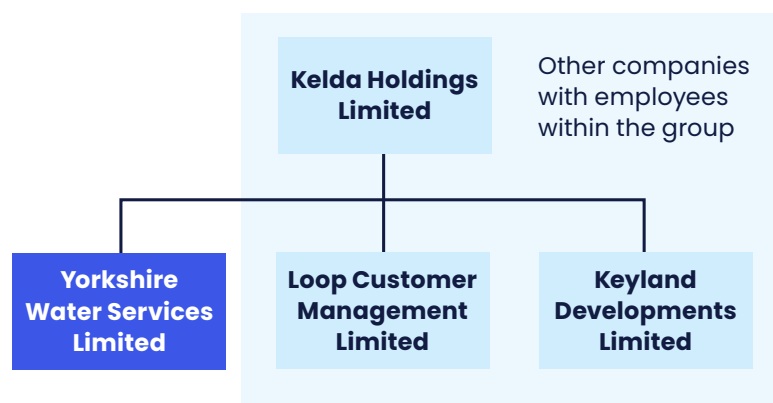 Kelda Holdings
Limited
Other companies
with employees
within the group
Yorkshire
Water Services
Limited
Loop Customer
Management
Limited
Keyland
Developments
Limited